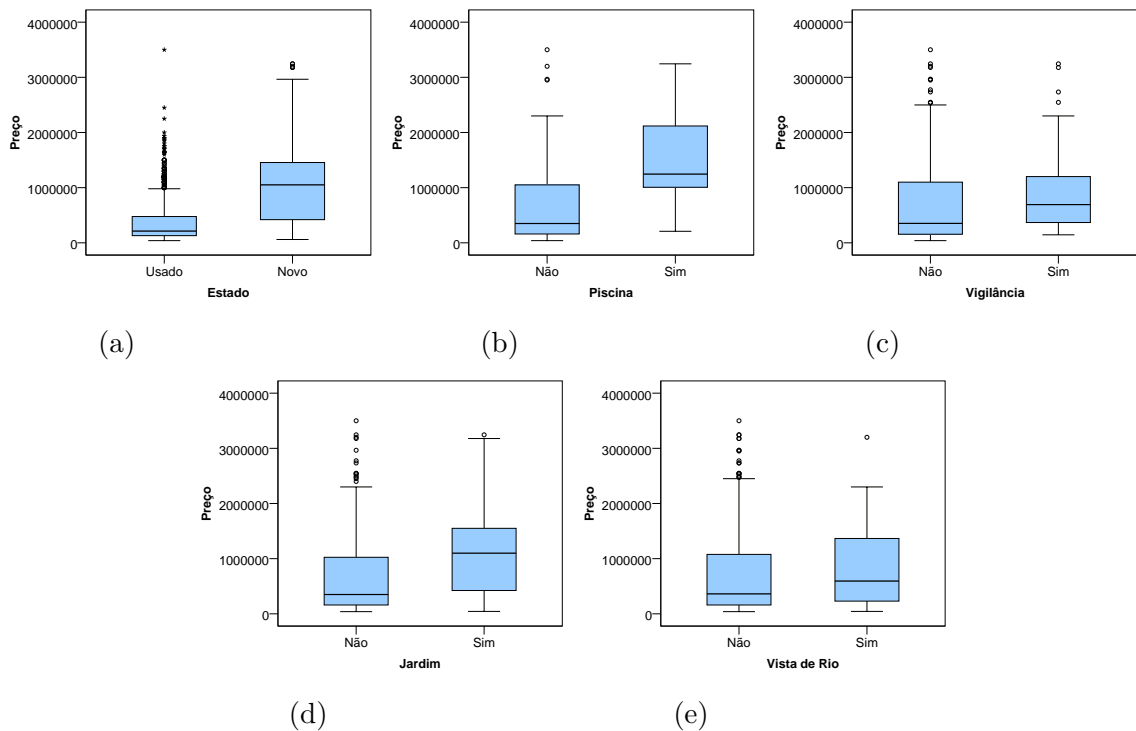 4000000
3000000
2000000
1000000
0
Preço
Usado Novo
Estado
(a)
4000000
3000000
2000000
1000000
0
Preço
Não Sim
Piscina
(b)
4000000
3000000
2000000
1000000
0
Preço
Não Sim
Vigilância
(c)
4000000
3000000
2000000
1000000
0
Preço
Não Sim
Jardim
(d)
4000000
3000000
2000000
1000000
0
Preço
Não Sim
Vista de Rio
(e)